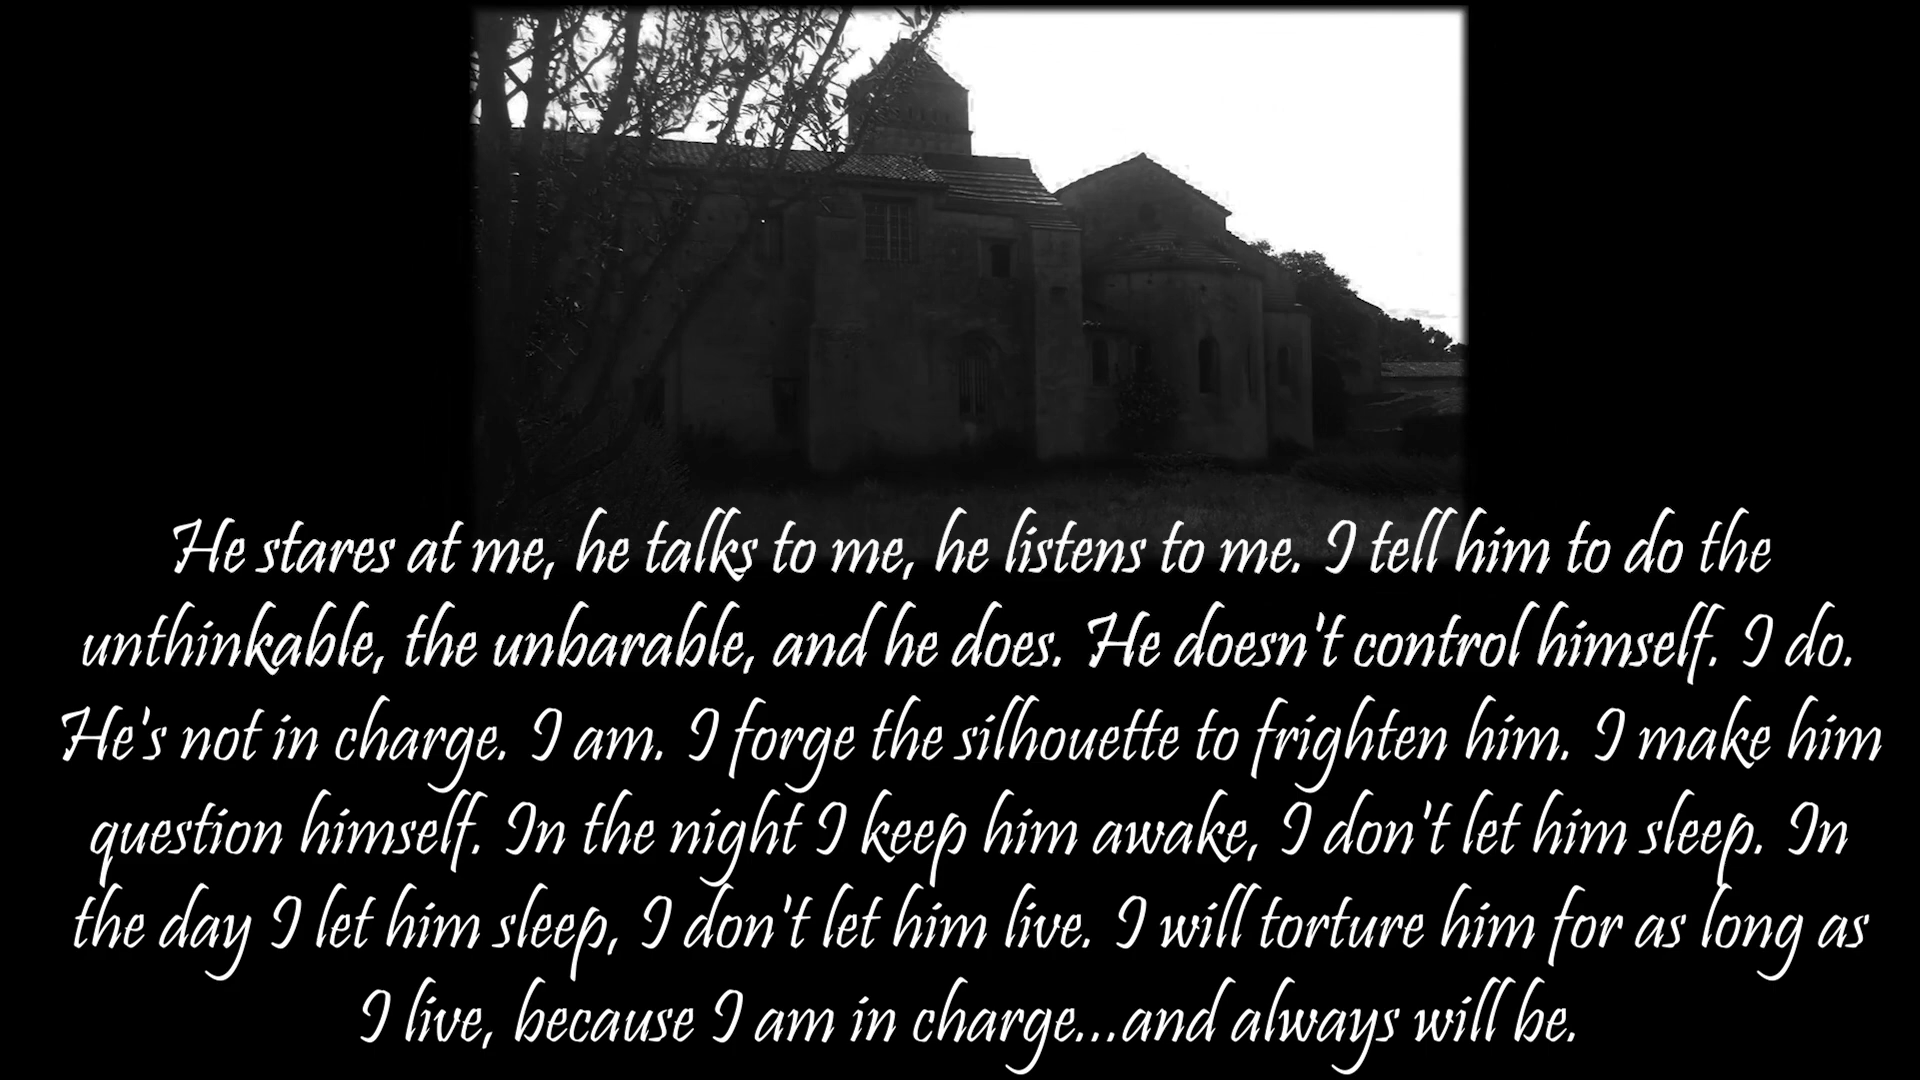 He stares at me, he talks to me, he listens to me. I tell him to do the
unthinkable, the unbarable, and he does. He doesn't control himself. I do.
He's not in charge. I am. I forge the silhouette to frighten him. I make him
question himself. In the night I keep him awake, I don't let him sleep. In
the day I let him sleep, I don't let him live. I will torture him for as long as
I live, because I am in charge...and always will be.